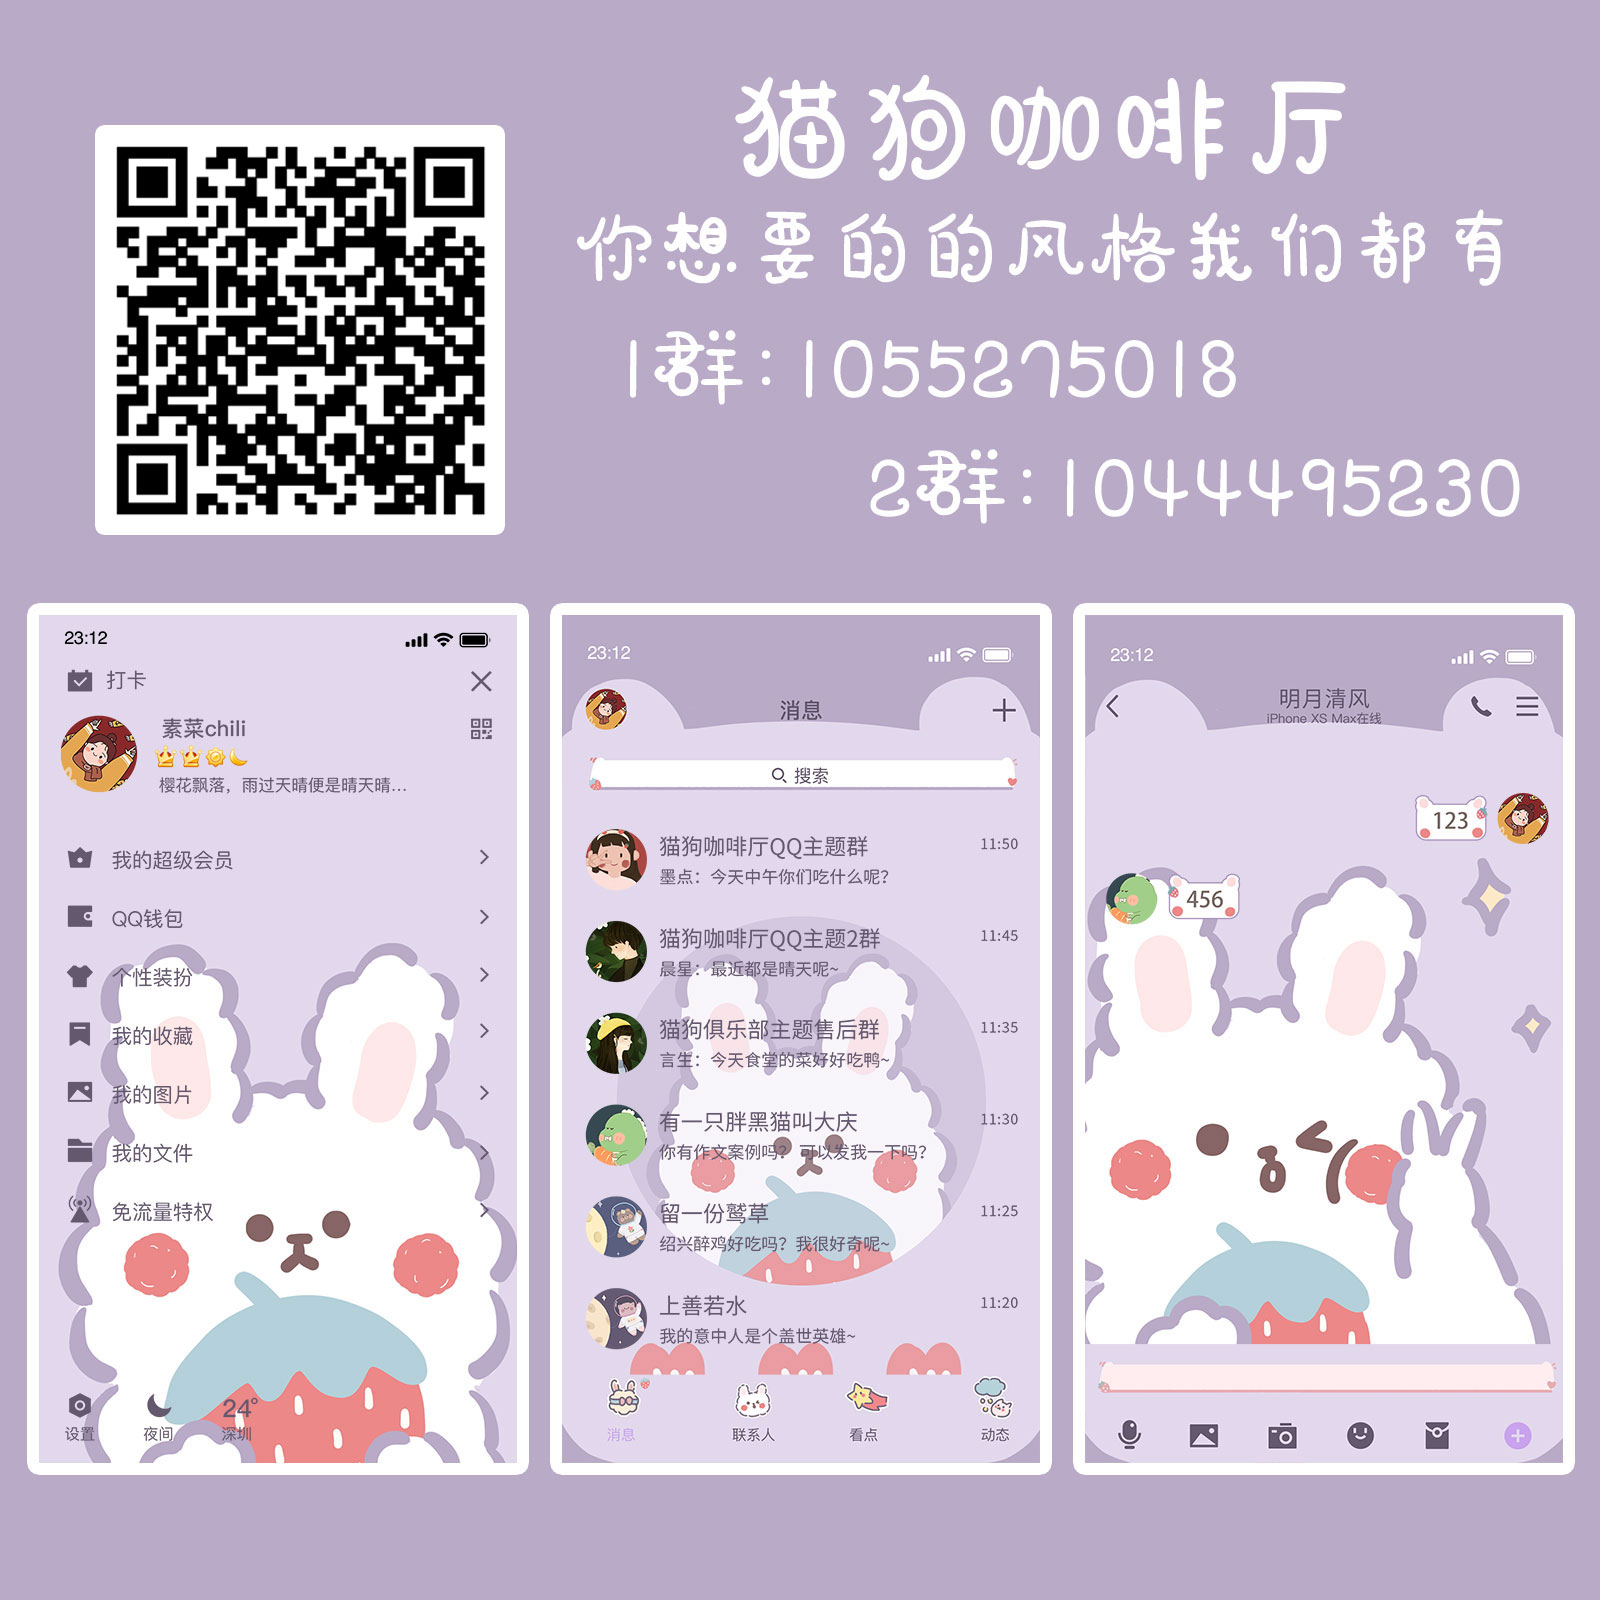 猫狗咖啡厅
你想要的的风格我们都有
1群:1055275018
2群:1044495230
23:12
打卡
素菜chili
樱花飘落，雨过天晴便是晴天晴...
我的超级会员
QQ钱包
个性装扮
我的收藏
我的图片
我的文件
免流量特权
24°
设置 夜间 深圳
23:12
消息
搜索
猫狗咖啡厅QQ主题群 11:50
墨点：今天中午你们吃什么呢？
猫狗咖啡厅QQ主题2群 11:45
晨星：最近都是晴天呢~
猫狗俱乐部主题售后群 11:35
言生：今天食堂的菜好好吃鸭~
有一只胖黑猫叫大庆 11:30
你有作文案例吗？ 可以发我一下吗？
留一份鹫草 11:25
绍兴醉鸡好吃吗？我很好奇呢~
上善若水 11:20
我的意中人是个盖世英雄~
消息 联系人 看点 动态
23:12
明月清风
iPhone XS Max在线
123
456